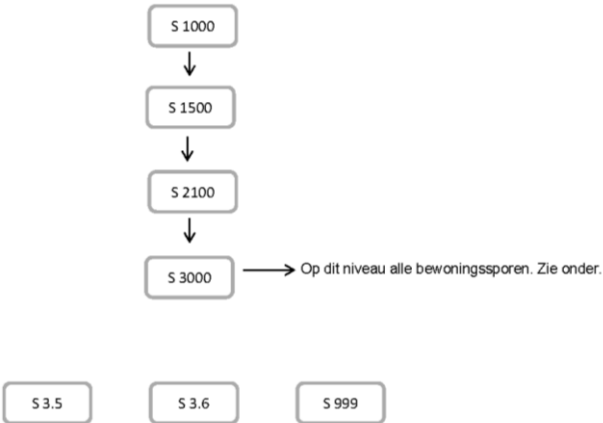 S 1000
S 1500
S 2100
S 3000
Op dit niveau alle bewoningssporen. Zie onder.
S 3.5
S 3.6
S 999